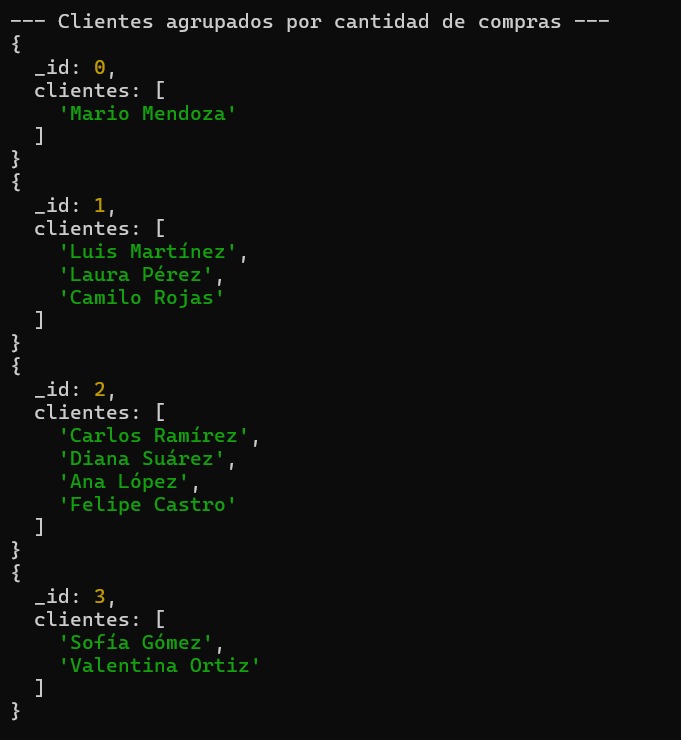 --- Clientes agrupados por cantidad de compras ---
{
  _id: 0,
  clientes: [
    'Mario Mendoza'
  ]
}
{
  _id: 1,
  clientes: [
    'Luis Martínez',
    'Laura Pérez',
    'Camilo Rojas'
  ]
}
{
  _id: 2,
  clientes: [
    'Carlos Ramírez',
    'Diana Suárez',
    'Ana López',
    'Felipe Castro'
  ]
}
{
  _id: 3,
  clientes: [
    'Sofía Gómez',
    'Valentina Ortiz'
  ]
}